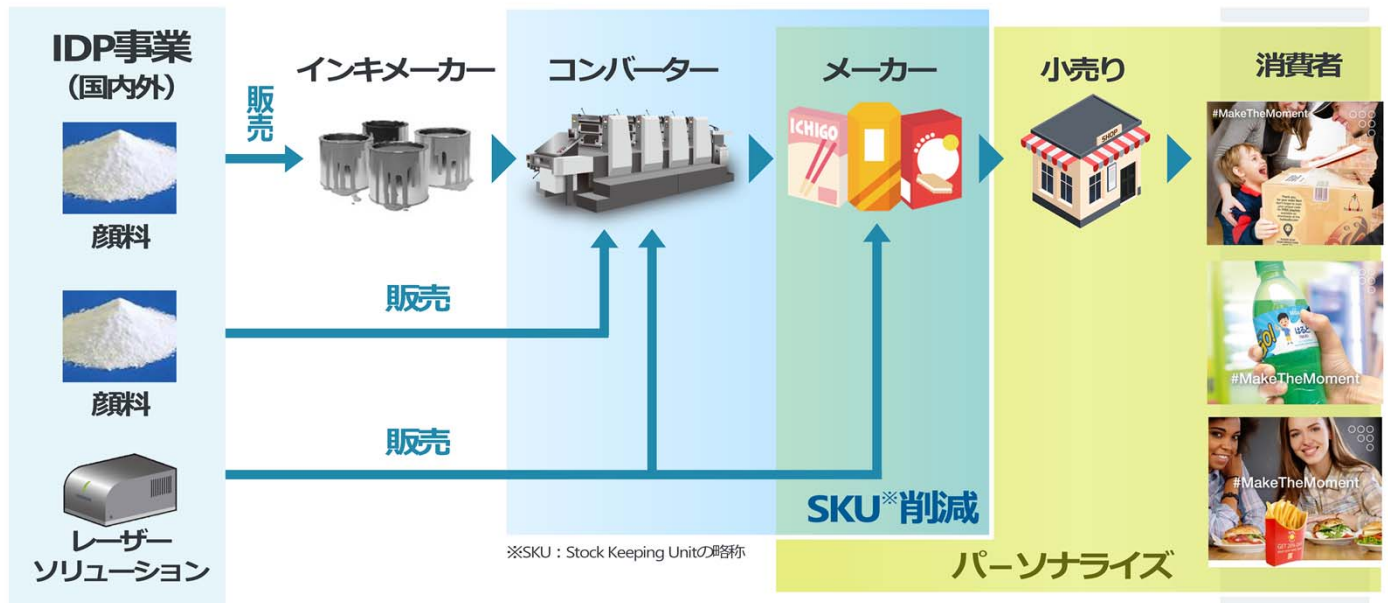 IDP事業
（国内外）
顔料
顔料
レーザー
ソリューション
販売
インキメーカー
コンバーター
メーカー
小売り
消費者
ICHIGO
SHOP
#MakeTheMoment
販売
GO!
はると
#MakeTheMoment
販売
#MakeTheMoment
SKU※削減
※SKU：Stock Keeping Unitの略称
パーソナライズ